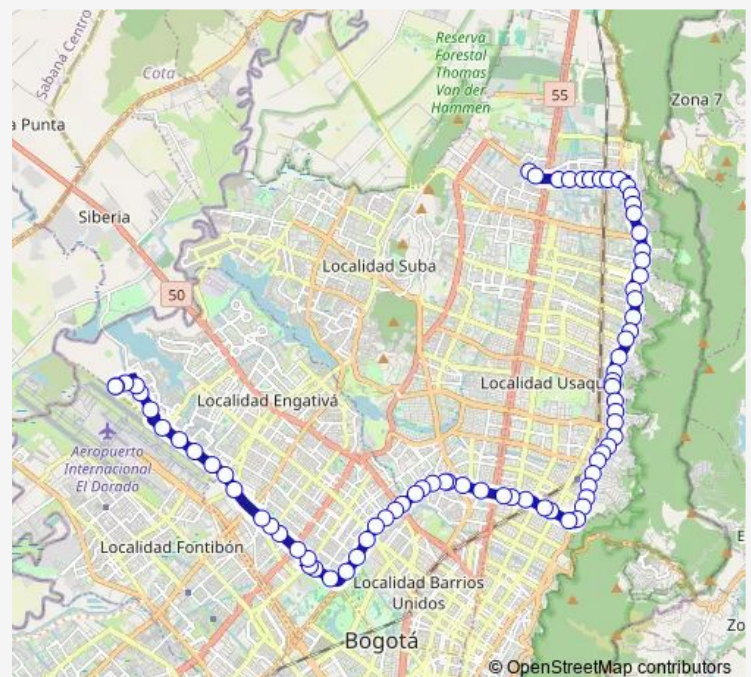 Sabana Centro
Cota
Reserva
Forestal
Thomas
Van der
Hammen
55
Zona 7
a Punta
Siberia
50
Localidad Suba
Localidad Engativá
Localidad Usaqu
Aeropuerto
Internacional
El Dorado
Localidad Fontibón
Localidad Barrios
Unidos
Bogotá
E
Zo
© OpenStreetMap contributors